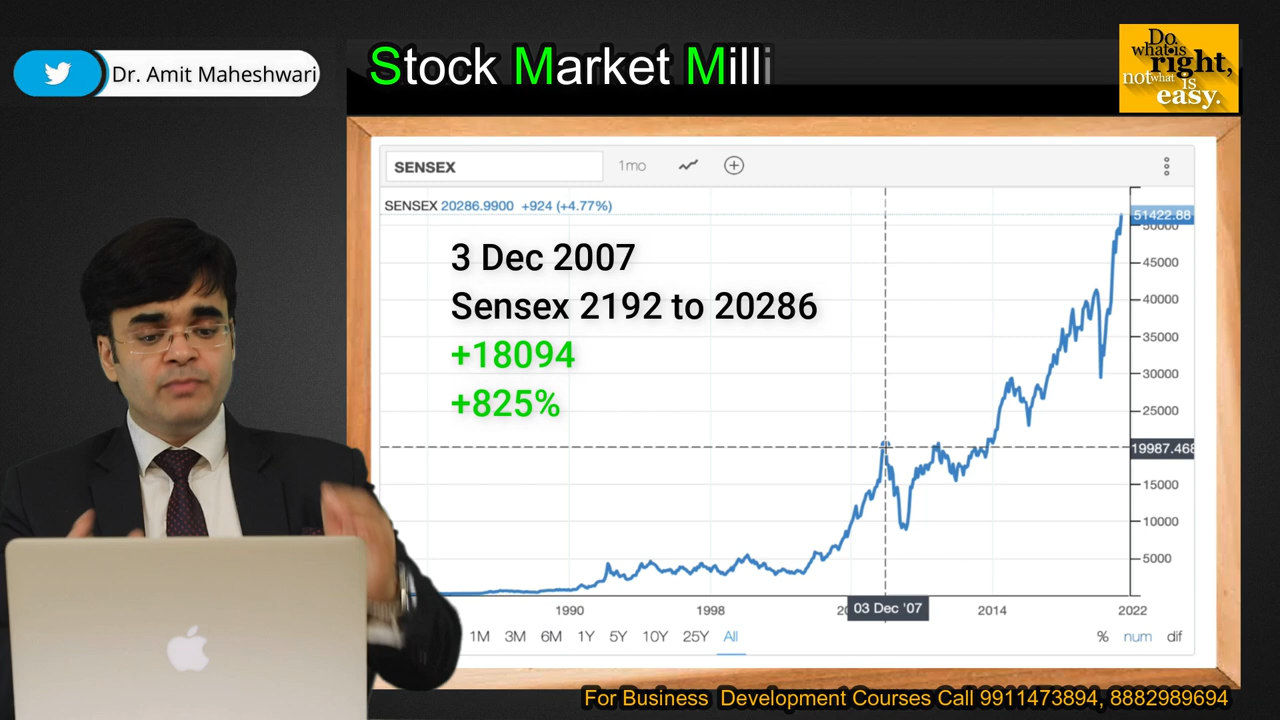 Dr. Amit Maheshwari
Stock Market Milli
Do
what is
right,
not what
is
easy.
SENSEX
1mo
SENSEX 20286.9900 +924 (+4.77%)
3 Dec 2007
Sensex 2192 to 20286
+18094
+825%
51422.88
50000
45000
40000
35000
30000
25000
19987.468
15000
10000
5000
1990 1998 20 03 Dec '07 2014 2022
1M 3M 6M 1Y 5Y 10Y 25Y All % num dif
For Business Development Courses Call 9911473894, 8882989694